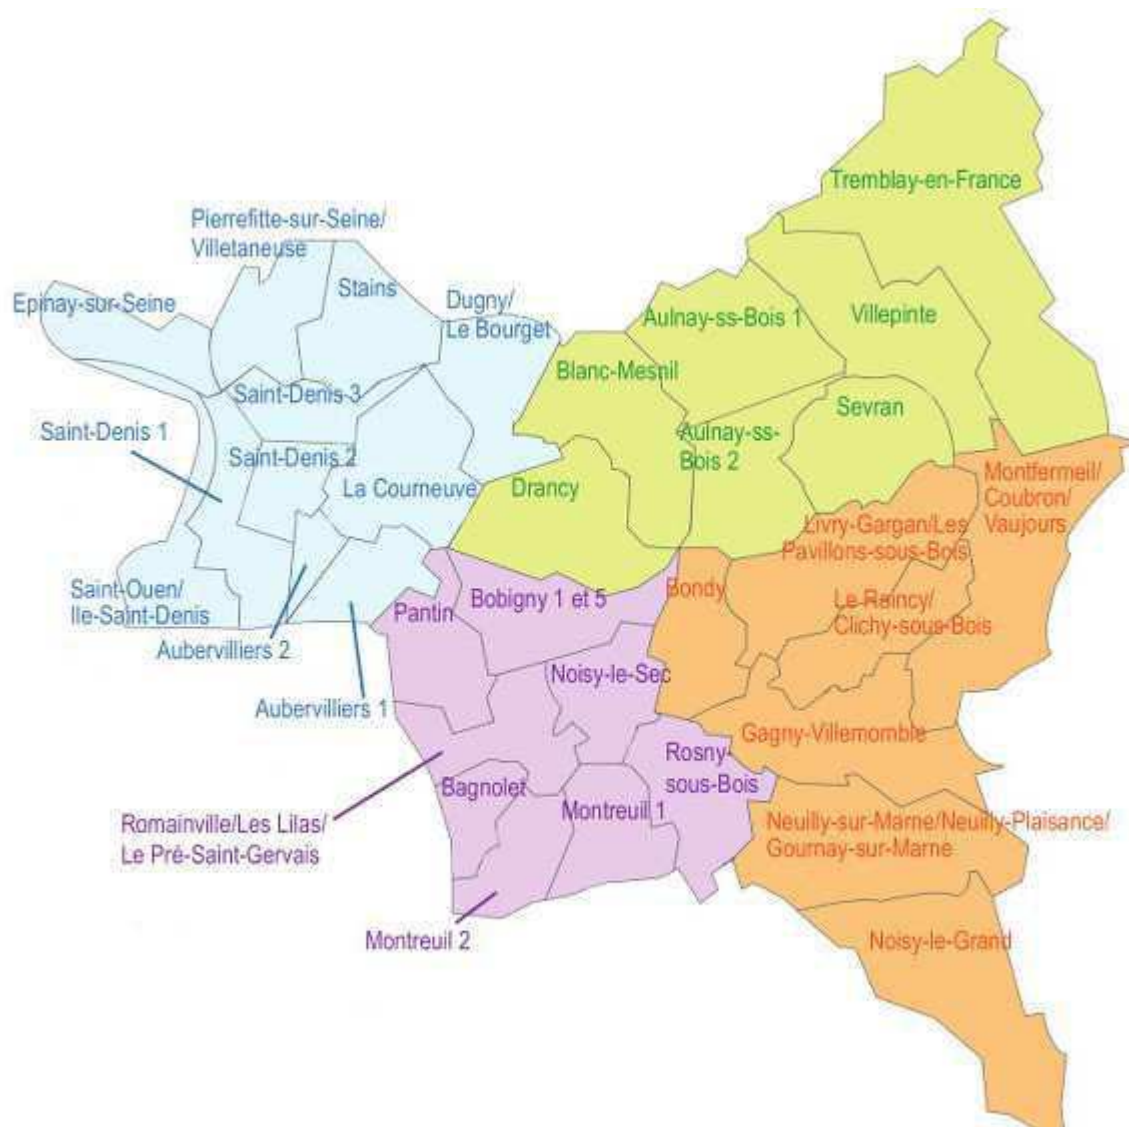 Tremblay-en-France
Pierrefitte-sur-Seine/
Villetaneuse
Stains
Epinay-sur-Seine
Dugny/
Le Bourget
Aulnay-ss-Bois 1
Villepinte
Blanc-Mesnil
Saint-Denis 3
Sevran
Saint-Denis 1
Aulnay-ss-
Bois 2
Saint-Denis 2
La Courneuve
Drancy
Montfermeil/
Coubron/
Vaujours
Livry-Gargan/Les
Pavillons-sous-Bois
Saint-Ouen/
Ile-Saint-Denis
Bondy
Bobigny 1 et 5
Pantin
Le Raincy/
Clichy-sous-Bois
Aubervilliers 2
Noisy-le-Sec
Aubervilliers 1
Gagny-Villemomble
Rosny-
sous-Bois
Bagnolet
Montreuil 1
Romainville/Les Lilas/
Le Pré-Saint-Gervais
Neuilly-sur-Marne/Neuilly-Plaisance/
Gournay-sur-Marne
Montreuil 2
Noisy-le-Grand